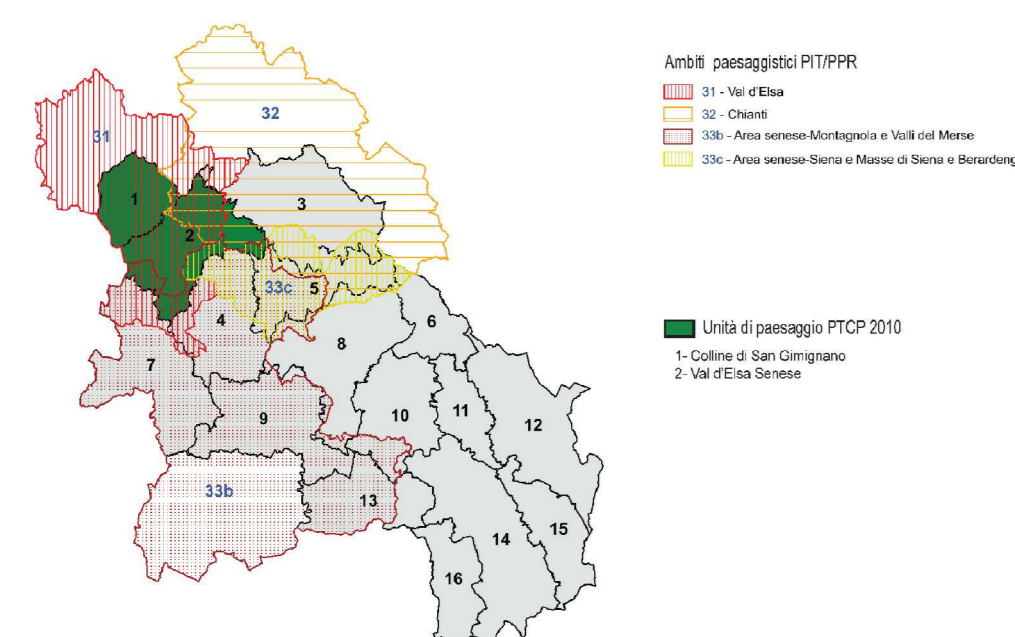 Ambiti paesaggistici PIT/PPR
31 - Val d'Elsa
32 - Chianti
33b - Area senese-Montagnola e Valli del Merse
33c - Area senese-Siena e Masse di Siena e Berardeng
Unità di paesaggio PTCP 2010
1- Colline di San Gimignano
2- Val d'Elsa Senese
32
31
1
3
2
33c
5
4
6
8
7
10
11
12
9
33b
13
14
15
16